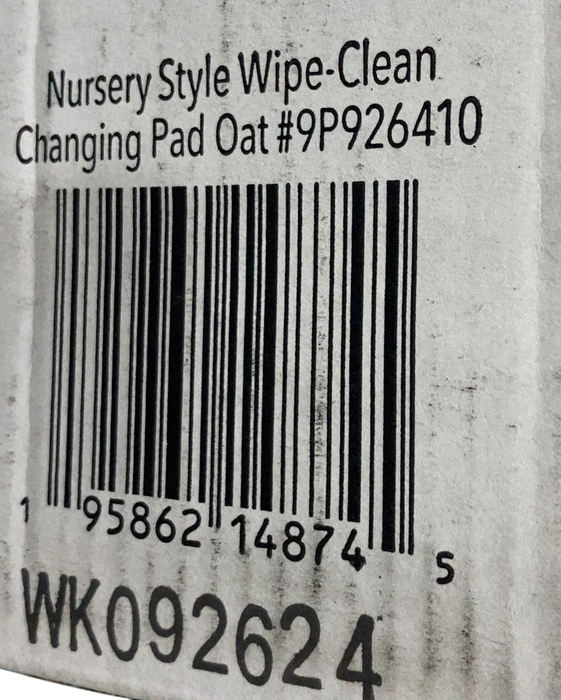 Nursery Style Wipe-Clean
Changing Pad Oat #9P926410
1 95862 14874 5
WK092624